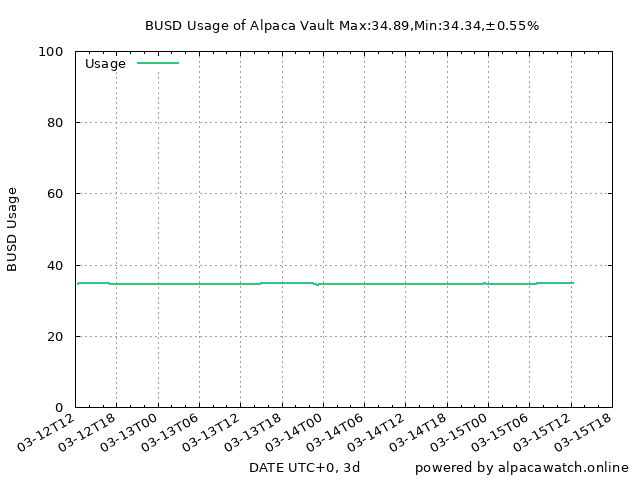 BUSD Usage of Alpaca Vault Max:34.89,Min:34.34,±0.55%
Usage
100
80
60
40
20
0
BUSD Usage
03-12T12
03-12T18
03-13T00
03-13T06
03-13T12
03-13T18
03-14T00
03-14T06
03-14T12
03-14T18
03-15T00
03-15T06
03-15T12
03-15T18
DATE UTC+0, 3d
powered by alpacawatch.online